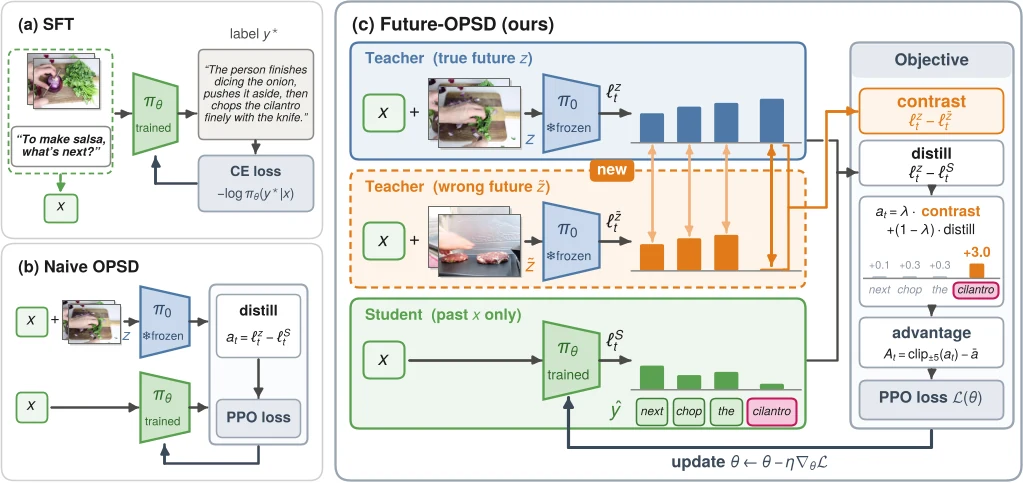 (a) SFT
label y*
“To make salsa,
what’s next?”
x
π_θ
trained
“The person finishes
dicing the onion,
pushes it aside, then
chops the cilantro
finely with the knife.”
CE loss
−log π_θ(y*|x)
(b) Naive OPSD
x
+
z
π_0
❄frozen
x
π_θ
trained
distill
a_t = ℓ_t^z − ℓ_t^S
PPO loss
(c) Future-OPSD (ours)
Teacher (true future z)
x
+
z
π_0
❄frozen
ℓ_t^z
new
Teacher (wrong future z̃)
x
+
z̃
π_0
❄frozen
ℓ_t^z̃
Student (past x only)
x
π_θ
trained
ℓ_t^S
ŷ
next chop the cilantro
Objective
contrast
ℓ_t^z − ℓ_t^z̃
distill
ℓ_t^z − ℓ_t^S
a_t = λ · contrast
+(1 − λ) · distill
+0.1 +0.3 +0.3 +3.0
next chop the cilantro
advantage
A_t = clip_±5(a_t) − ā
PPO loss ℒ(θ)
update θ ← θ − η∇_θℒ